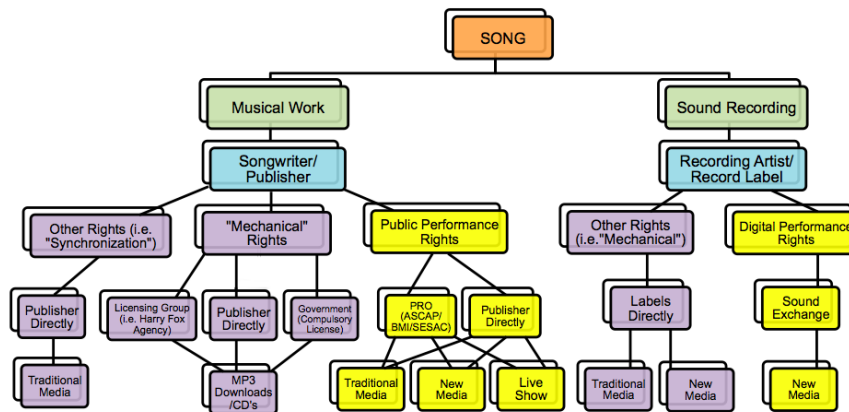 SONG
Musical Work
Sound Recording
Songwriter/
Publisher
Recording Artist/
Record Label
Other Rights (i.e.
"Synchronization")
"Mechanical"
Rights
Public Performance
Rights
Other Rights
(i.e."Mechanical")
Digital Performance
Rights
Publisher
Directly
Licensing Group
(i.e. Harry Fox
Agency)
Publisher
Directly
Government
(Compulsory
License)
PRO
(ASCAP/
BMI/SESAC)
Publisher
Directly
Labels
Directly
Sound
Exchange
Traditional
Media
MP3
Downloads
/CD's
Traditional
Media
New
Media
Live
Show
Traditional
Media
New
Media
New
Media